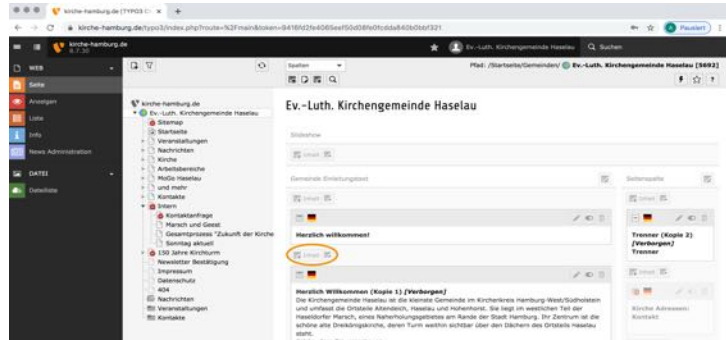 kirche-hamburg.de [TYPO3 C
kirche-hamburg.de/typo3/index.php?route=%2Fmain&token=
Pausiert
kirche-hamburg.de
8.7.30
Ev.-Luth. Kirchengemeinde Haselau
Suchen
WEB
Seite
Anzeigen
Liste
Info
News Administration
DATEI
Dateiliste
kirche-hamburg.de
Ev.-Luth. Kirchengemeinde Haselau
Sitemap
Startseite
Veranstaltungen
Nachrichten
Kirche
Arbeitsbereiche
MoGo Haselau
und mehr
Kontakte
Intern
Kontaktanfrage
Marsch und Geest
Gesamtprozess "Zukunft der Kirche
Sonntag aktuell
150 Jahre Kirchturm
Newsletter Bestätigung
Impressum
Datenschutz
404
Nachrichten
Veranstaltungen
Kontakte
Spalten
Pfad: /Startseite/Gemeinden/ Ev.-Luth. Kirchengemeinde Haselau [5692]
Ev.-Luth. Kirchengemeinde Haselau
Slideshow
Inhalt
Gemeinde Einleitungstext
Inhalt
Herzlich willkommen!
Inhalt
Herzlich Willkommen (Kopie 1) [Verborgen]
Die Kirchengemeinde Haselau ist die kleinste Gemeinde im Kirchenkreis Hamburg-West/Südholstein
und umfasst die Ortsteile Altendeich, Haselau und Hohenhorst. Sie liegt im westlichen Teil der
Haseldorfer Marsch, eines Naherholungsgebietes am Rande der Stadt Hamburg. Ihr Zentrum ist die
schöne alte Dreikönigskirche, deren Turm weithin sichtbar über den Dächern des Ortsteils Haselau
steht.
Seitenspalte
Inhalt
Trenner (Kopie 2)
[Verborgen]
Trenner
Inhalt
Kirche Adressen:
Kontakt